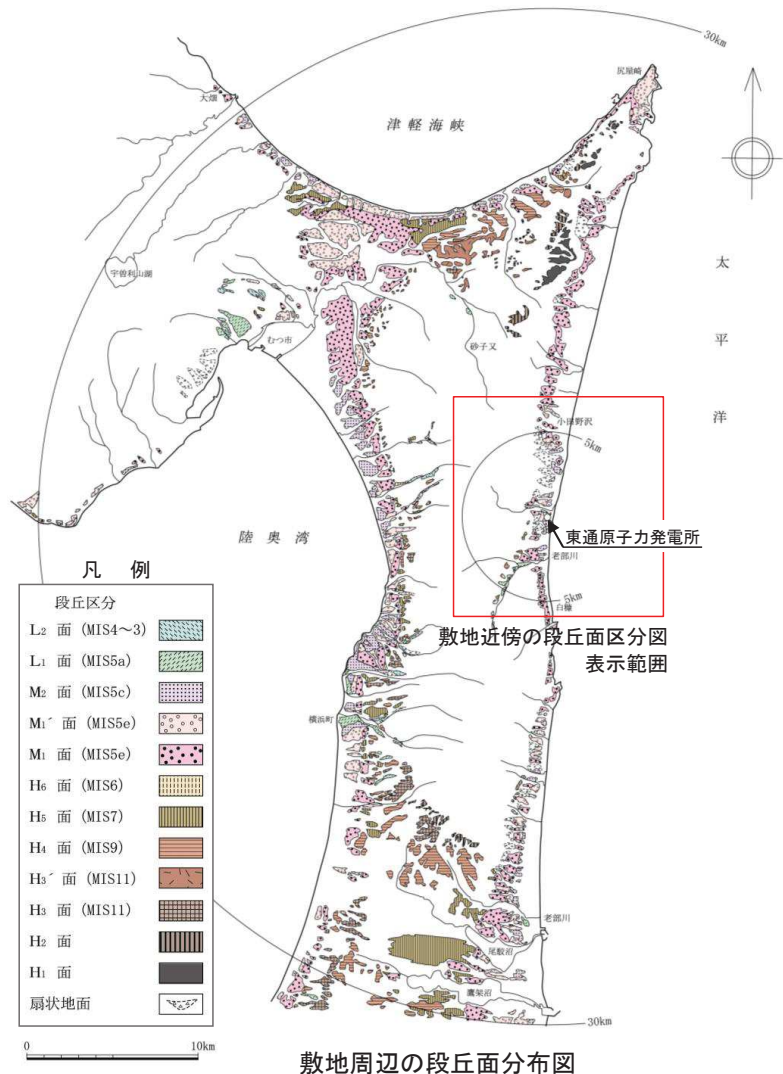 30km
尻屋崎
大畑
津軽海峡
太平洋
宇曽利山湖
むつ市
砂子又
小田野沢
5km
陸奥湾
東通原子力発電所
老部川
5km
白糠
敷地近傍の段丘面区分図
表示範囲
凡 例
段丘区分
L2 面 (MIS4~3)
L1 面 (MIS5a)
M2 面 (MIS5c)
M1´ 面 (MIS5e)
M1 面 (MIS5e)
H6 面 (MIS6)
H5 面 (MIS7)
H4 面 (MIS9)
H3´ 面 (MIS11)
H3 面 (MIS11)
H2 面
H1 面
扇状地面
横浜町
老部川
尾駮沼
鷹架沼
30km
0 10km
敷地周辺の段丘面分布図